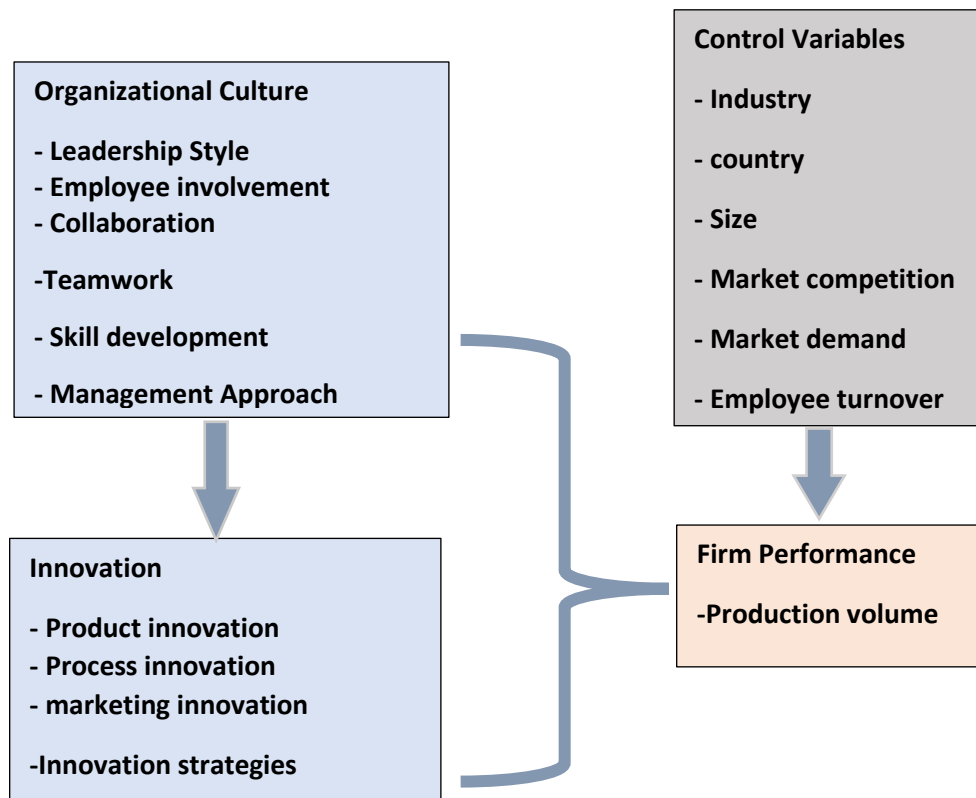 Organizational Culture
- Leadership Style
- Employee involvement
- Collaboration
-Teamwork
- Skill development
- Management Approach
Control Variables
- Industry
- country
- Size
- Market competition
- Market demand
- Employee turnover
Innovation
- Product innovation
- Process innovation
- marketing innovation
-Innovation strategies
Firm Performance
-Production volume